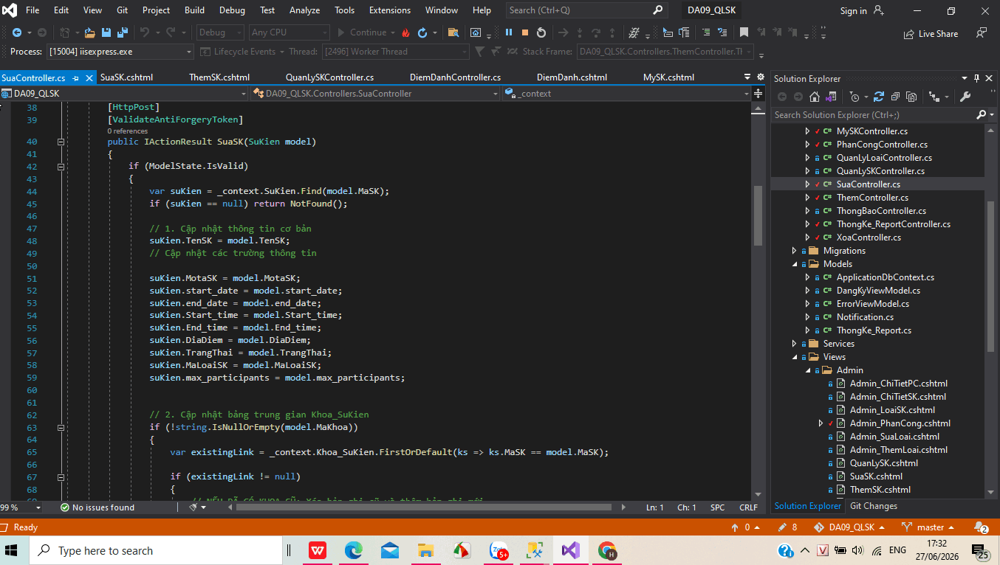 File Edit View Git Project Build Debug Test Analyze Tools Extensions Window Help Search (Ctrl+Q) DA09_QLSK Sign in
Debug Any CPU Continue Live Share
Process: [15004] iisexpress.exe Lifecycle Events Thread: [2496] Worker Thread Stack Frame: DA09_QLSK.Controllers.ThemController.Th
SuaController.cs SuaSK.cshtml ThemSK.cshtml QuanLySKController.cs DiemDanhController.cs DiemDanh.cshtml MySK.cshtml
DA09_QLSK DA09_QLSK.Controllers.SuaController _context
38 [HttpPost]
39 [ValidateAntiForgeryToken]
0 references
40 public IActionResult SuaSK(SuKien model)
41 {
42 if (ModelState.IsValid)
43 {
44 var suKien = _context.SuKien.Find(model.MaSK);
45 if (suKien == null) return NotFound();
46
47 // 1. Cập nhật thông tin cơ bản
48 suKien.TenSK = model.TenSK;
49 // Cập nhật các trường thông tin
50
51 suKien.MotaSK = model.MotaSK;
52 suKien.start_date = model.start_date;
53 suKien.end_date = model.end_date;
54 suKien.Start_time = model.Start_time;
55 suKien.End_time = model.End_time;
56 suKien.DiaDiem = model.DiaDiem;
57 suKien.TrangThai = model.TrangThai;
58 suKien.MaLoaiSK = model.MaLoaiSK;
59 suKien.max_participants = model.max_participants;
60
61
62 // 2. Cập nhật bảng trung gian Khoa_SuKien
63 if (!string.IsNullOrEmpty(model.MaKhoa))
64 {
65 var existingLink = _context.Khoa_SuKien.FirstOrDefault(ks => ks.MaSK == model.MaSK);
66
67 if (existingLink != null)
68 {
99 % No issues found Ln: 1 Ch: 1 SPC CRLF
Solution Explorer
Search Solution Explorer (Ctrl+;)
C# MySKController.cs
C# PhanCongController.cs
C# QuanLyLoaiController.cs
C# QuanLySKController.cs
C# SuaController.cs
C# ThemController.cs
C# ThongBaoController.cs
C# ThongKe_ReportController.cs
C# XoaController.cs
Migrations
Models
C# ApplicationDbContext.cs
C# DangKyViewModel.cs
C# ErrorViewModel.cs
C# Notification.cs
C# ThongKe_Report.cs
Services
Views
Admin
Admin_ChiTietPC.cshtml
Admin_ChiTietSK.cshtml
Admin_LoaiSK.cshtml
Admin_PhanCong.cshtml
Admin_SuaLoai.cshtml
Admin_ThemLoai.cshtml
QuanLySK.cshtml
SuaSK.cshtml
ThemSK.cshtml
Solution Explorer Git Changes
Ready 0 8 DA09_QLSK master 2
Type here to search 5+ ENG 17:32
27/06/2026 25